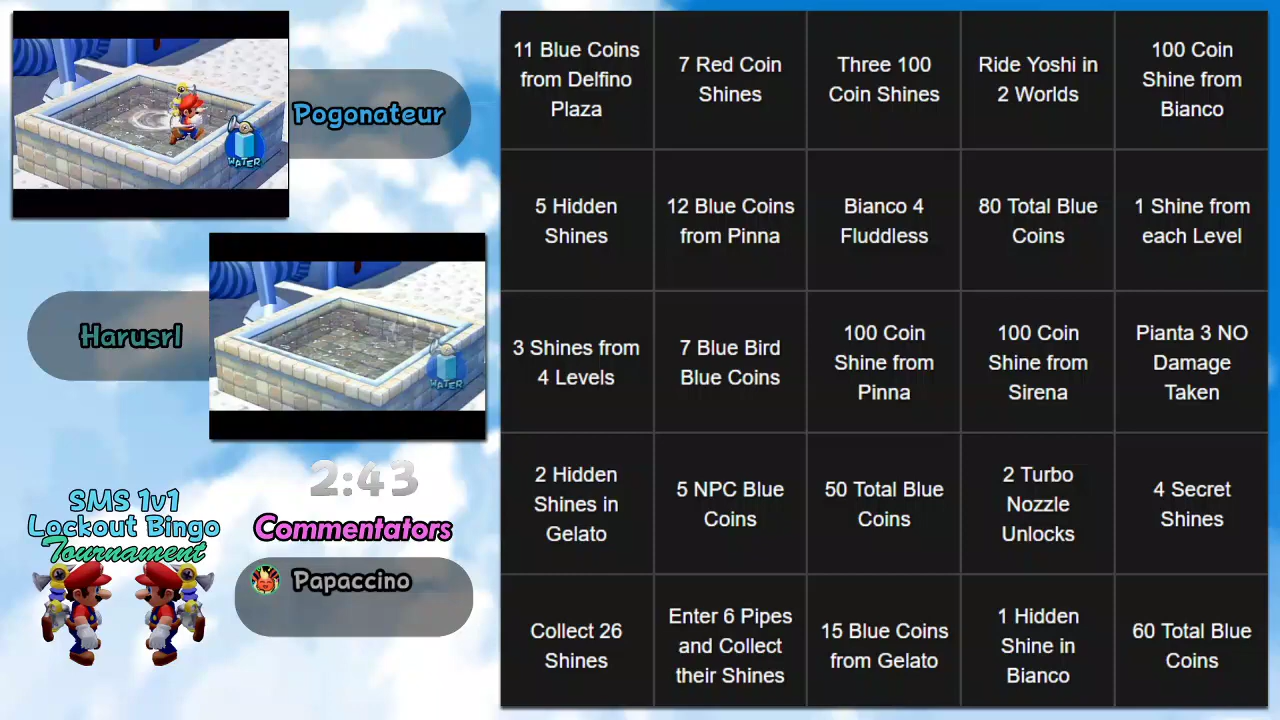 Pogonateur
WATER
Harusrl
WATER
2:43
SMS 1v1
Lockout Bingo
Tournament
Commentators
Papaccino
11 Blue Coins
from Delfino
Plaza
7 Red Coin
Shines
Three 100
Coin Shines
Ride Yoshi in
2 Worlds
100 Coin
Shine from
Bianco
5 Hidden
Shines
12 Blue Coins
from Pinna
Bianco 4
Fluddless
80 Total Blue
Coins
1 Shine from
each Level
3 Shines from
4 Levels
7 Blue Bird
Blue Coins
100 Coin
Shine from
Pinna
100 Coin
Shine from
Sirena
Pianta 3 NO
Damage
Taken
2 Hidden
Shines in
Gelato
5 NPC Blue
Coins
50 Total Blue
Coins
2 Turbo
Nozzle
Unlocks
4 Secret
Shines
Collect 26
Shines
Enter 6 Pipes
and Collect
their Shines
15 Blue Coins
from Gelato
1 Hidden
Shine in
Bianco
60 Total Blue
Coins